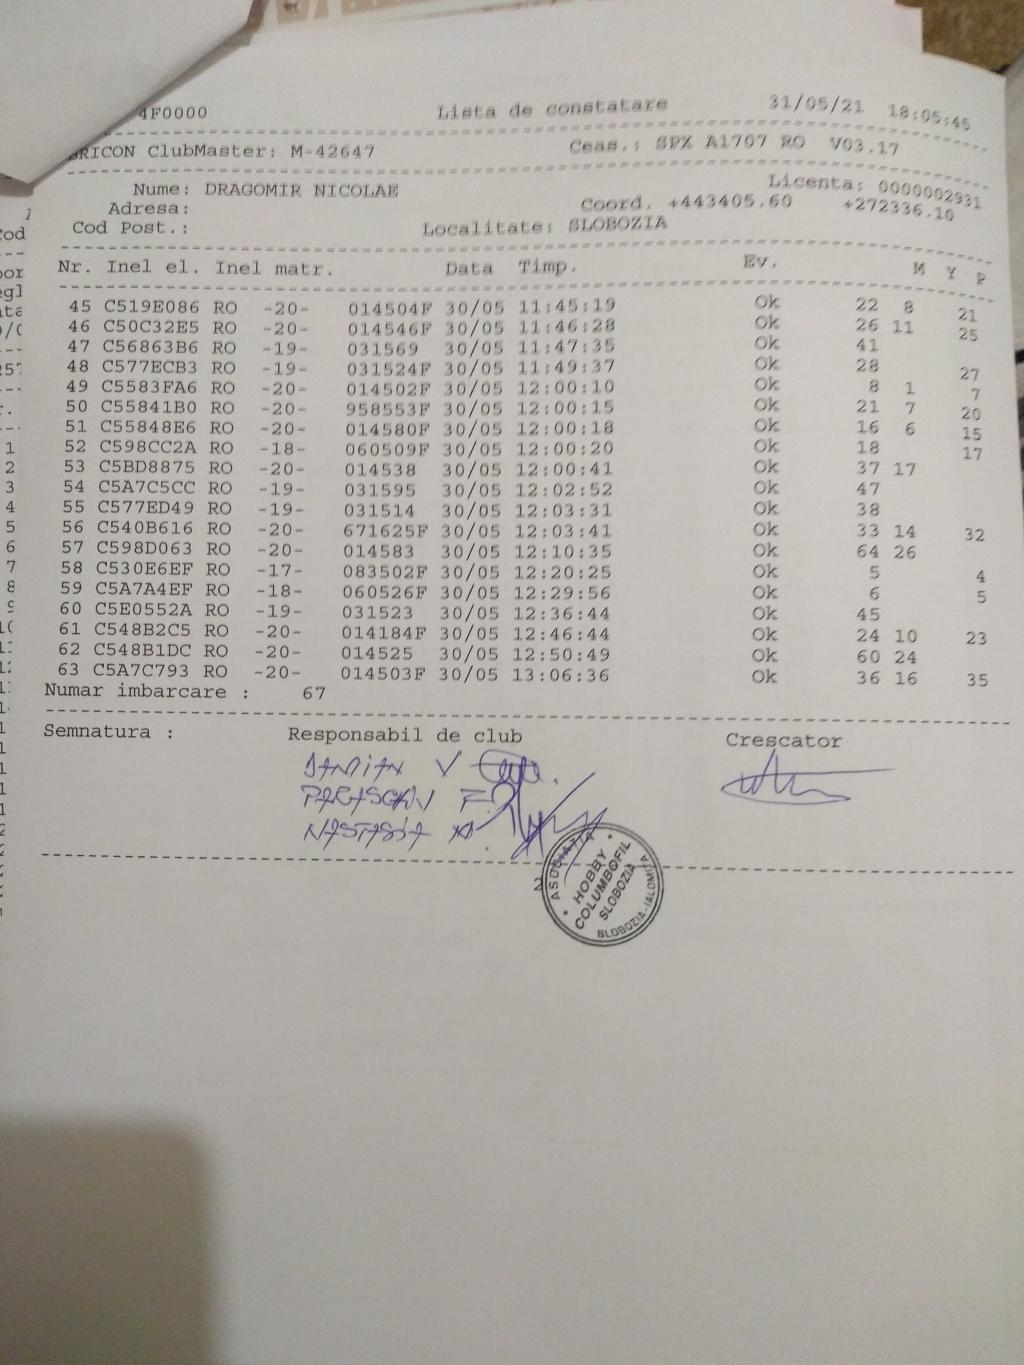 4F0000 Lista de constatare 31/05/21 18:05:45
BRICON ClubMaster: M-42647 Ceas.: SPX A1707 RO V03.17
Nume: DRAGOMIR NICOLAE Licenta: 0000002931
Adresa: Coord. +443405.60 +272336.10
Cod Post.: Localitate: SLOBOZIA
Nr. Inel el. Inel matr. Data Timp. Ev. M Y P
45 C519E086 RO -20- 014504F 30/05 11:45:19 Ok 22 8 21
46 C50C32E5 RO -20- 014546F 30/05 11:46:28 Ok 26 11 25
47 C56863B6 RO -19- 031569 30/05 11:47:35 Ok 41
48 C577ECB3 RO -19- 031524F 30/05 11:49:37 Ok 28 27
49 C5583FA6 RO -20- 014502F 30/05 12:00:10 Ok 8 1 7
50 C55841B0 RO -20- 958553F 30/05 12:00:15 Ok 21 7 20
51 C55848E6 RO -20- 014580F 30/05 12:00:18 Ok 16 6 15
52 C598CC2A RO -18- 060509F 30/05 12:00:20 Ok 18 17
53 C5BD8875 RO -20- 014538 30/05 12:00:41 Ok 37 17
54 C5A7C5CC RO -19- 031595 30/05 12:02:52 Ok 47
55 C577ED49 RO -19- 031514 30/05 12:03:31 Ok 38
56 C540B616 RO -20- 671625F 30/05 12:03:41 Ok 33 14 32
57 C598D063 RO -20- 014583 30/05 12:10:35 Ok 64 26
58 C530E6EF RO -17- 083502F 30/05 12:20:25 Ok 5 4
59 C5A7A4EF RO -18- 060526F 30/05 12:29:56 Ok 6 5
60 C5E0552A RO -19- 031523 30/05 12:36:44 Ok 45
61 C548B2C5 RO -20- 014184F 30/05 12:46:44 Ok 24 10 23
62 C548B1DC RO -20- 014525 30/05 12:50:49 Ok 60 24
63 C5A7C793 RO -20- 014503F 30/05 13:06:36 Ok 36 16 35
Numar imbarcare : 67
Semnatura : Responsabil de club Crescator
DAMIAN V
PARASCHIV F.
NASTASIA
2
ASOCIATIA
HOBBY
COLUMBOFIL
SLOBOZIA
SLOBOZIA-IALOMITA